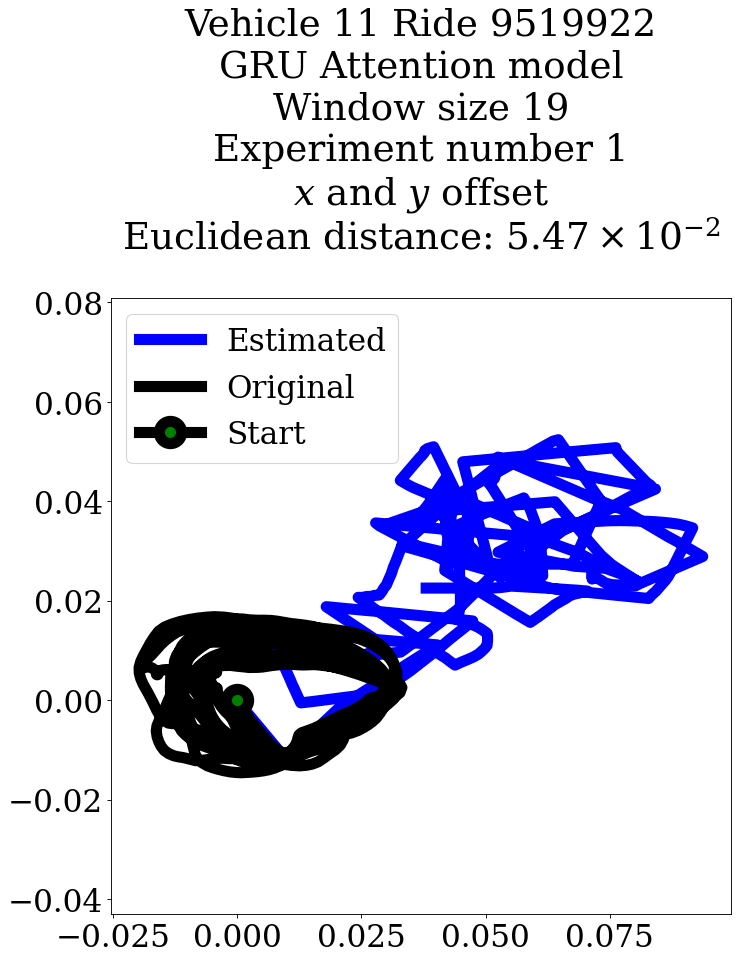 Vehicle 11 Ride 9519922
GRU Attention model
Window size 19
Experiment number 1
x and y offset
Euclidean distance: 5.47 × 10⁻²
0.08
0.06
0.04
0.02
0.00
−0.02
−0.04
Estimated
Original
Start
−0.025 0.000 0.025 0.050 0.075